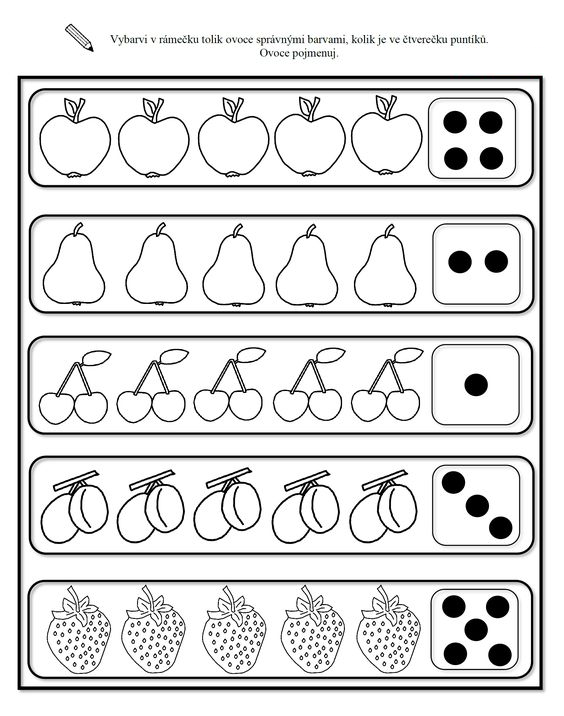 Vybarvi v rámečku tolik ovoce správnými barvami, kolik je ve čtverečku puntíků.
Ovoce pojmenuj.